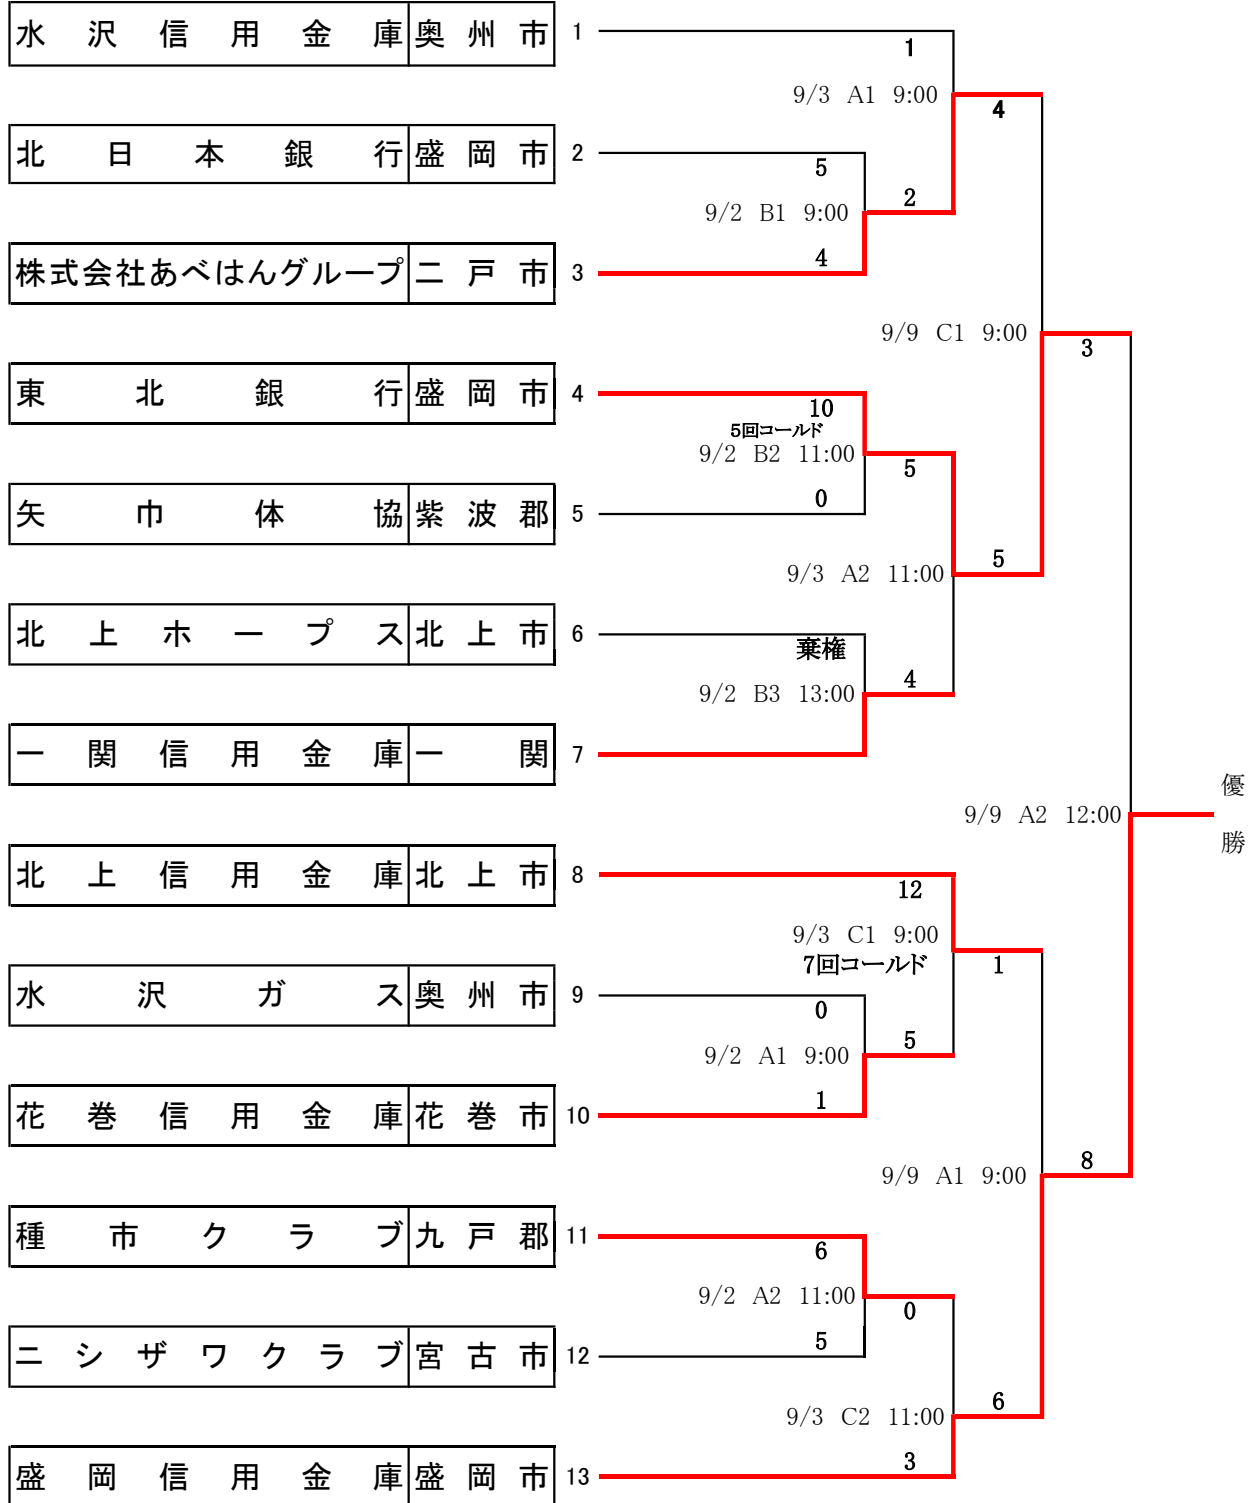 水沢信用金庫 奥州市 1
1
9/3 A1 9:00
4
北日本銀行 盛岡市 2
5
2
9/2 B1 9:00
4
株式会社あべはんグループ 二戸市 3
9/9 C1 9:00
3
東北銀行 盛岡市 4
10
5回コールド
9/2 B2 11:00
5
0
矢巾体協 紫波郡 5
5
9/3 A2 11:00
北上ホープス 北上市 6
棄権
4
9/2 B3 13:00
一関信用金庫 一関 7
優勝
9/9 A2 12:00
北上信用金庫 北上市 8
12
9/3 C1 9:00
7回コールド
1
水沢ガス 奥州市 9
0
5
9/2 A1 9:00
1
花巻信用金庫 花巻市 10
8
9/9 A1 9:00
種市クラブ 九戸郡 11
6
9/2 A2 11:00
0
5
ニシザワクラブ 宮古市 12
6
9/3 C2 11:00
3
盛岡信用金庫 盛岡市 13